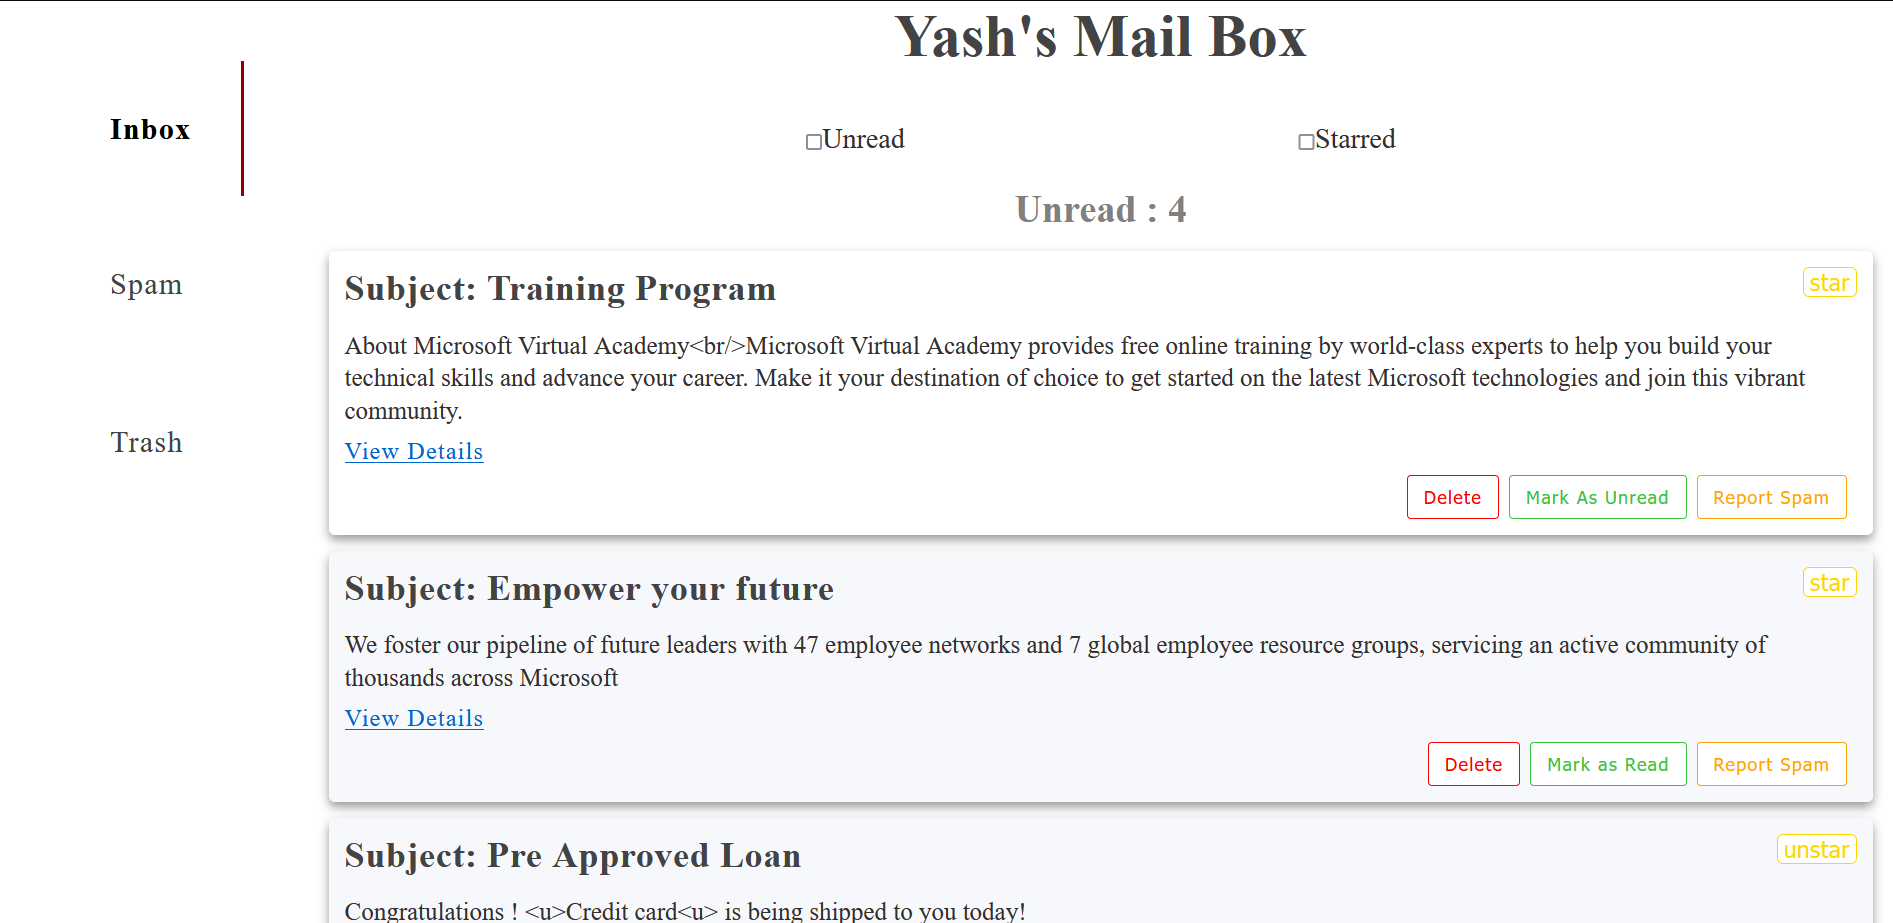 Yash's Mail Box
Inbox
Unread
Starred
Unread : 4
Spam
Trash
Subject: Training Program
star
About Microsoft Virtual Academy<br/>Microsoft Virtual Academy provides free online training by world-class experts to help you build your
technical skills and advance your career. Make it your destination of choice to get started on the latest Microsoft technologies and join this vibrant
community.
View Details
Delete
Mark As Unread
Report Spam
Subject: Empower your future
star
We foster our pipeline of future leaders with 47 employee networks and 7 global employee resource groups, servicing an active community of
thousands across Microsoft
View Details
Delete
Mark as Read
Report Spam
Subject: Pre Approved Loan
unstar
Congratulations ! <u>Credit card<u> is being shipped to you today!